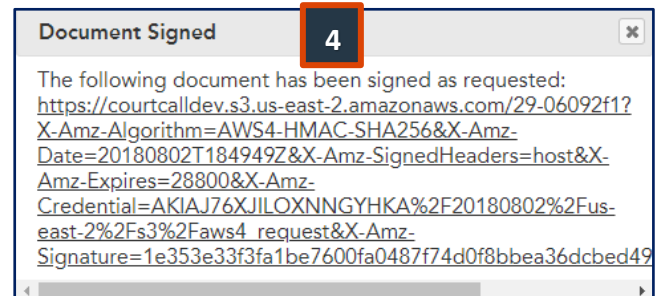 Document Signed
4
The following document has been signed as requested:
https://courtcalldev.s3.us-east-2.amazonaws.com/29-06092f1?
X-Amz-Algorithm=AWS4-HMAC-SHA256&X-Amz-
Date=20180802T184949Z&X-Amz-SignedHeaders=host&X-
Amz-Expires=28800&X-Amz-
Credential=AKIAJ76XJILOXNNGYHKA%2F20180802%2Fus-
east-2%2Fs3%2Faws4_request&X-Amz-
Signature=1e353e33f3fa1be7600fa0487f74d0f8bbea36dcbed49